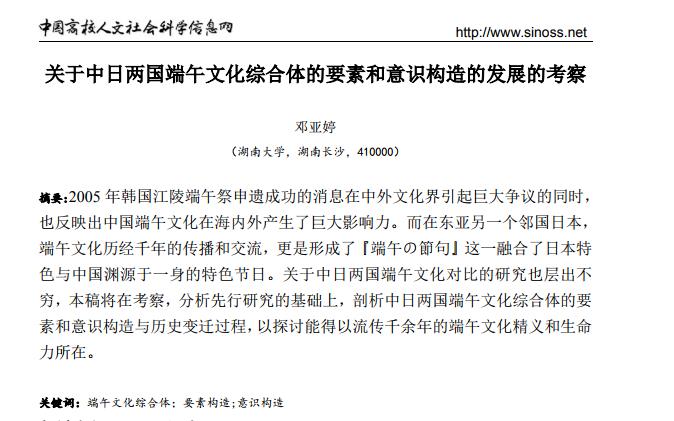 中国高校人文社会科学信息网 http://www.sinoss.net
关于中日两国端午文化综合体的要素和意识构造的发展的考察
邓亚婷
（湖南大学，湖南长沙，410000）
摘要:2005 年韩国江陵端午祭申遗成功的消息在中外文化界引起巨大争议的同时，
也反映出中国端午文化在海内外产生了巨大影响力。而在东亚另一个邻国日本，
端午文化历经千年的传播和交流，更是形成了『端午の節句』这一融合了日本特
色与中国渊源于一身的特色节日。关于中日两国端午文化对比的研究也层出不
穷，本稿将在考察，分析先行研究的基础上，剖析中日两国端午文化综合体的要
素和意识构造与历史变迁过程，以探讨能得以流传千余年的端午文化精义和生命
力所在。
关键词：端午文化综合体；要素构造;意识构造